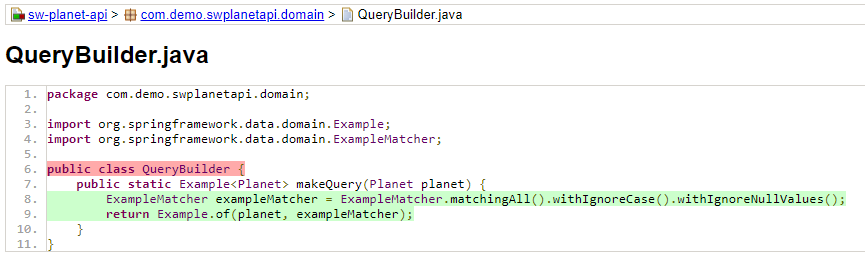 sw-planet-api > com.demo.swplanetapi.domain > QueryBuilder.java
QueryBuilder.java
1. package com.demo.swplanetapi.domain;
2.
3. import org.springframework.data.domain.Example;
4. import org.springframework.data.domain.ExampleMatcher;
5.
6. public class QueryBuilder {
7.     public static Example<Planet> makeQuery(Planet planet) {
8.         ExampleMatcher exampleMatcher = ExampleMatcher.matchingAll().withIgnoreCase().withIgnoreNullValues();
9.         return Example.of(planet, exampleMatcher);
10.     }
11. }